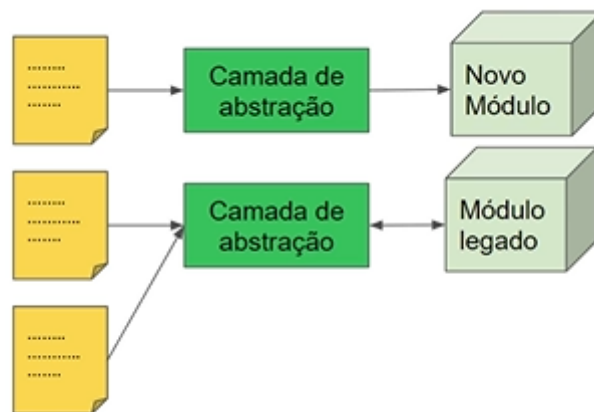 Camada de
abstração
Novo
Módulo
Camada de
abstração
Módulo
legado